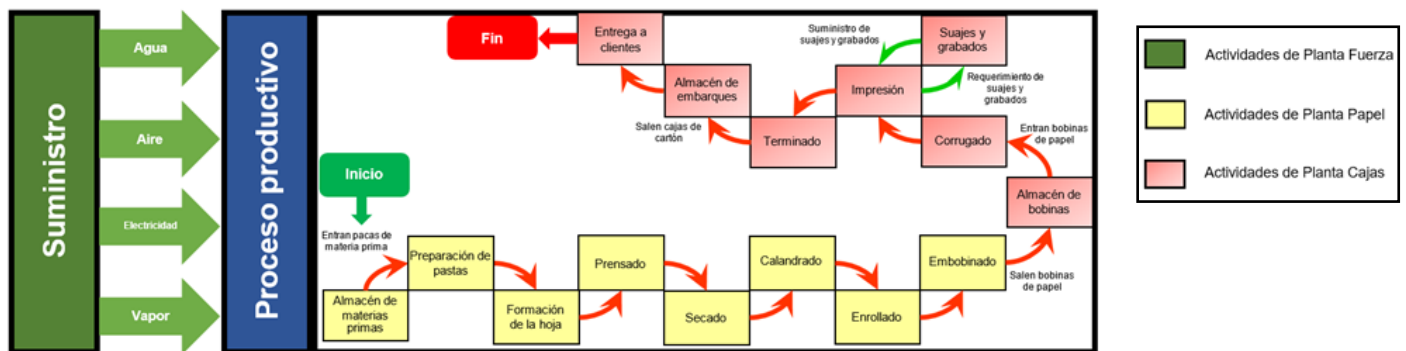 Suministro
Agua
Aire
Electricidad
Vapor
Proceso productivo
Inicio
Entran pacas de
materia prima
Almacén de
materias
primas
Preparación de
pastas
Formación
de la hoja
Prensado
Secado
Calandrado
Enrollado
Embobinado
Salen bobinas
de papel
Almacén de
bobinas
Entran bobinas
de papel
Corrugado
Impresión
Requerimiento de
suajes y
grabados
Suajes y
grabados
Suministro de
suajes y grabados
Terminado
Salen cajas de
cartón
Almacén de
embarques
Entrega a
clientes
Fin
Actividades de Planta Fuerza
Actividades de Planta Papel
Actividades de Planta Cajas